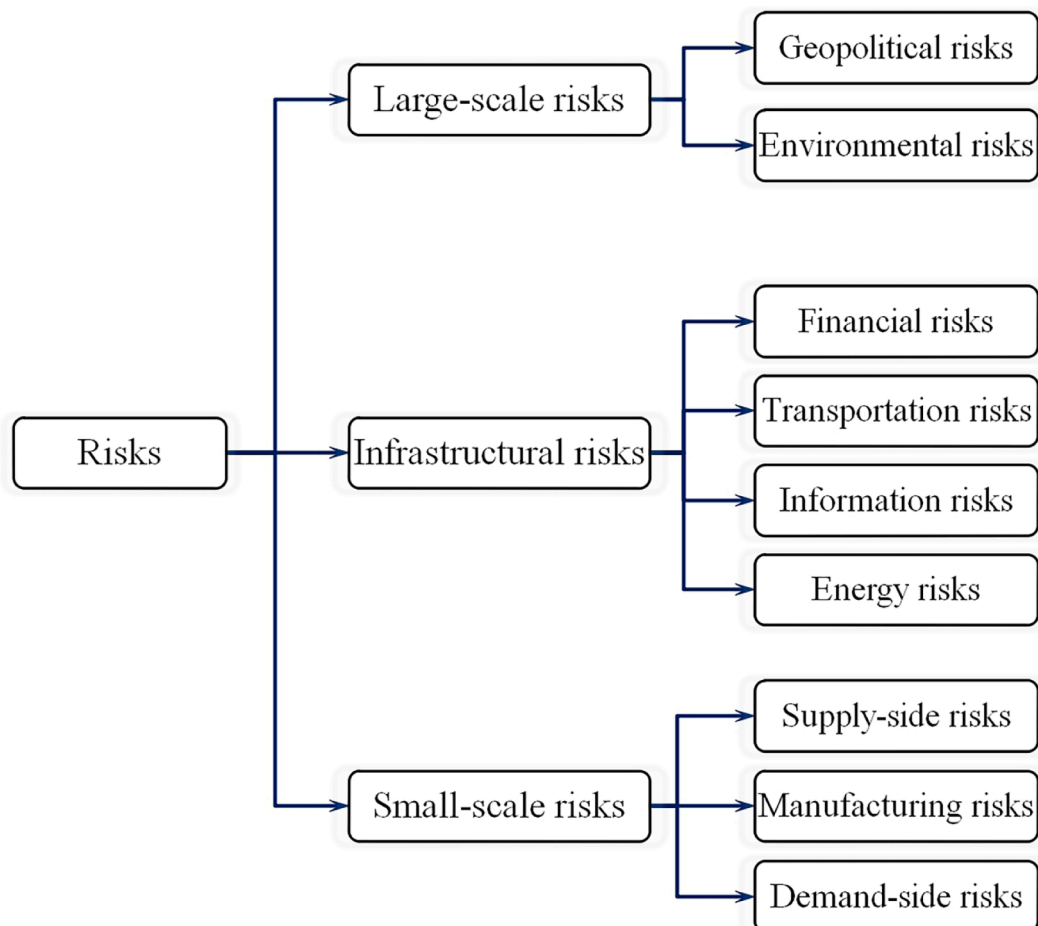 Risks
Large-scale risks
Geopolitical risks
Environmental risks
Infrastructural risks
Financial risks
Transportation risks
Information risks
Energy risks
Small-scale risks
Supply-side risks
Manufacturing risks
Demand-side risks